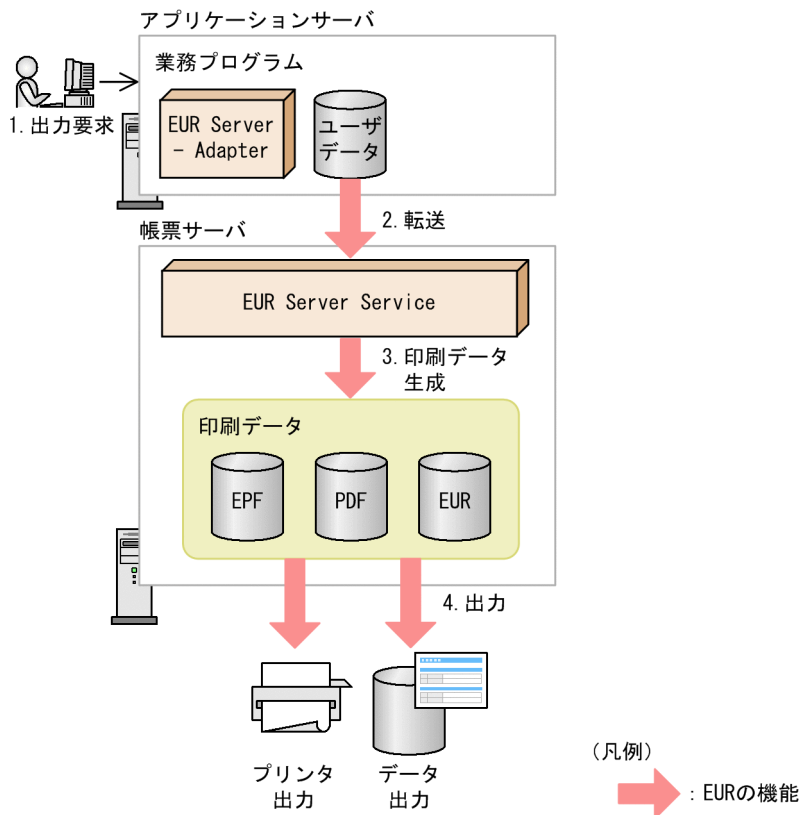 アプリケーションサーバ
業務プログラム
1.出力要求
EUR Server
－ Adapter
ユーザ
データ
2.転送
帳票サーバ
EUR Server Service
3.印刷データ
生成
印刷データ
EPF
PDF
EUR
4.出力
プリンタ
出力
データ
出力
（凡例）
：EURの機能